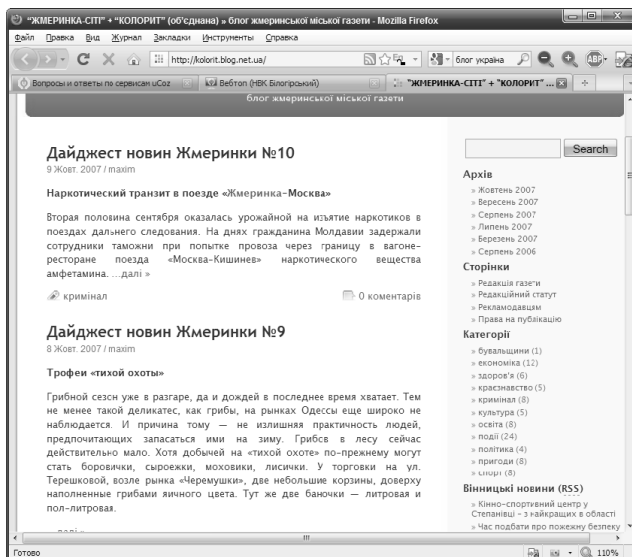 "ЖМЕРИНКА-СІТІ" + "КОЛОРИТ" (об'єднана) » блог жмеринської міської газети - Mozilla Firefox
Файл Правка Вид Журнал Закладки Инструменты Справка
http://kolorit.blog.net.ua/
блог україна
Вопросы и ответы по сервисам uCoz
Вебтоп (НВК Білогірський)
"ЖМЕРИНКА-СІТІ" + "КОЛОРИТ" ...
блог жмеринської міської газети
Дайджест новин Жмеринки №10
9 Жовт. 2007 / maxim
Наркотический транзит в поезде «Жмеринка-Москва»
Вторая половина сентября оказалась урожайной на изъятие наркотиков в
поездах дальнего следования. На днях гражданина Молдавии задержали
сотрудники таможни при попытке провоза через границу в вагоне-
ресторане поезда «Москва-Кишинев» наркотического вещества
амфетамина. ...далі »
кримінал
0 коментарів
Дайджест новин Жмеринки №9
8 Жовт. 2007 / maxim
Трофеи «тихой охоты»
Грибной сезон уже в разгаре, да и дождей в последнее время хватает. Тем
не менее такой деликатес, как грибы, на рынках Одессы еще широко не
наблюдается. И причина тому — не излишняя практичность людей,
предпочитающих запасаться ими на зиму. Грибов в лесу сейчас
действительно мало. Хотя добычей на «тихой охоте» по-прежнему могут
стать боровички, сыроежки, моховики, лисички. У торговки на ул.
Терешковой, возле рынка «Черемушки», две небольшие корзины, доверху
наполненные грибами яичного цвета. Тут же две баночки — литровая и
пол-литровая.
...далі »
Search
Архів
» Жовтень 2007
» Вересень 2007
» Серпень 2007
» Липень 2007
» Березень 2007
» Серпень 2006
Сторінки
» Редакція газети
» Редакційний статут
» Рекламодавцям
» Права на публікацію
Категорії
» бувальщини (1)
» економіка (12)
» здоров'я (6)
» краєзнавство (5)
» кримінал (8)
» культура (5)
» освіта (8)
» події (24)
» політика (4)
» пригоди (8)
» спорт (8)
Вінницькі новини (RSS)
» Кінно-спортивний центр у
Степанівці - з найкращих в області
» Час подбати про пожежну безпеку
Готово
110%